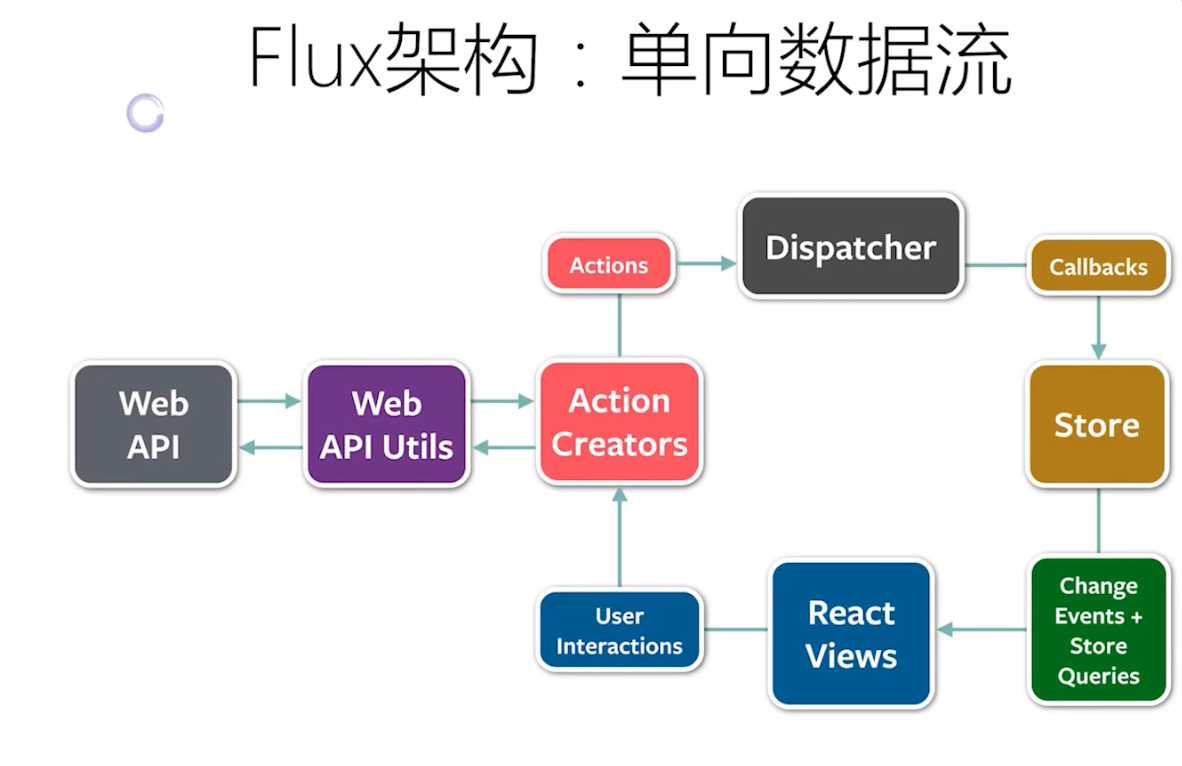 Flux架构：单向数据流
Actions
Dispatcher
Callbacks
Web
API
Web
API Utils
Action
Creators
Store
User
Interactions
React
Views
Change
Events +
Store
Queries